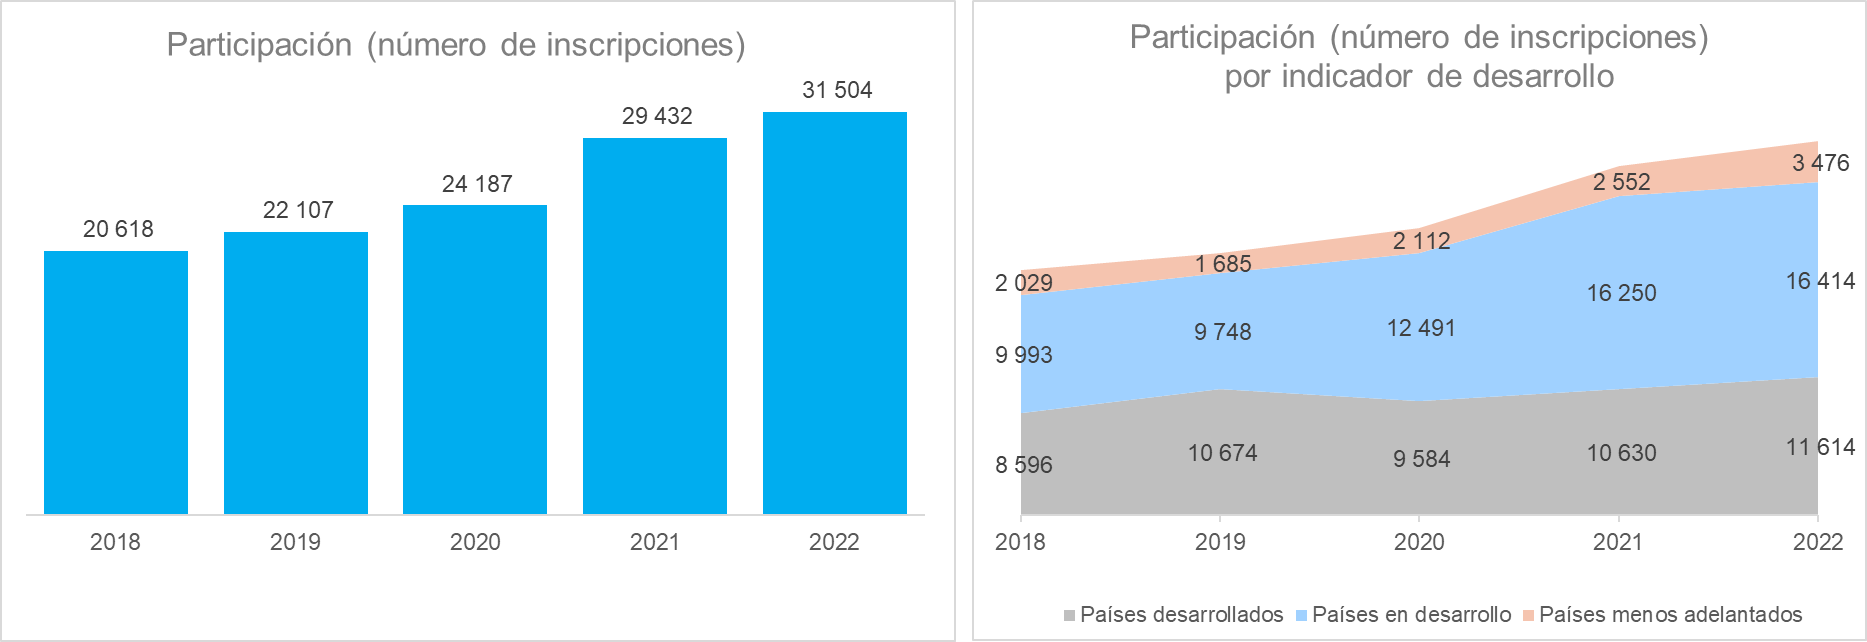 Participación (número de inscripciones)
31 504
29 432
24 187
22 107
20 618
2018 2019 2020 2021 2022
Participación (número de inscripciones)
por indicador de desarrollo
2 029 1 685 2 112 2 552 3 476
9 993 9 748 12 491 16 250 16 414
8 596 10 674 9 584 10 630 11 614
2018 2019 2020 2021 2022
Países desarrollados Países en desarrollo Países menos adelantados